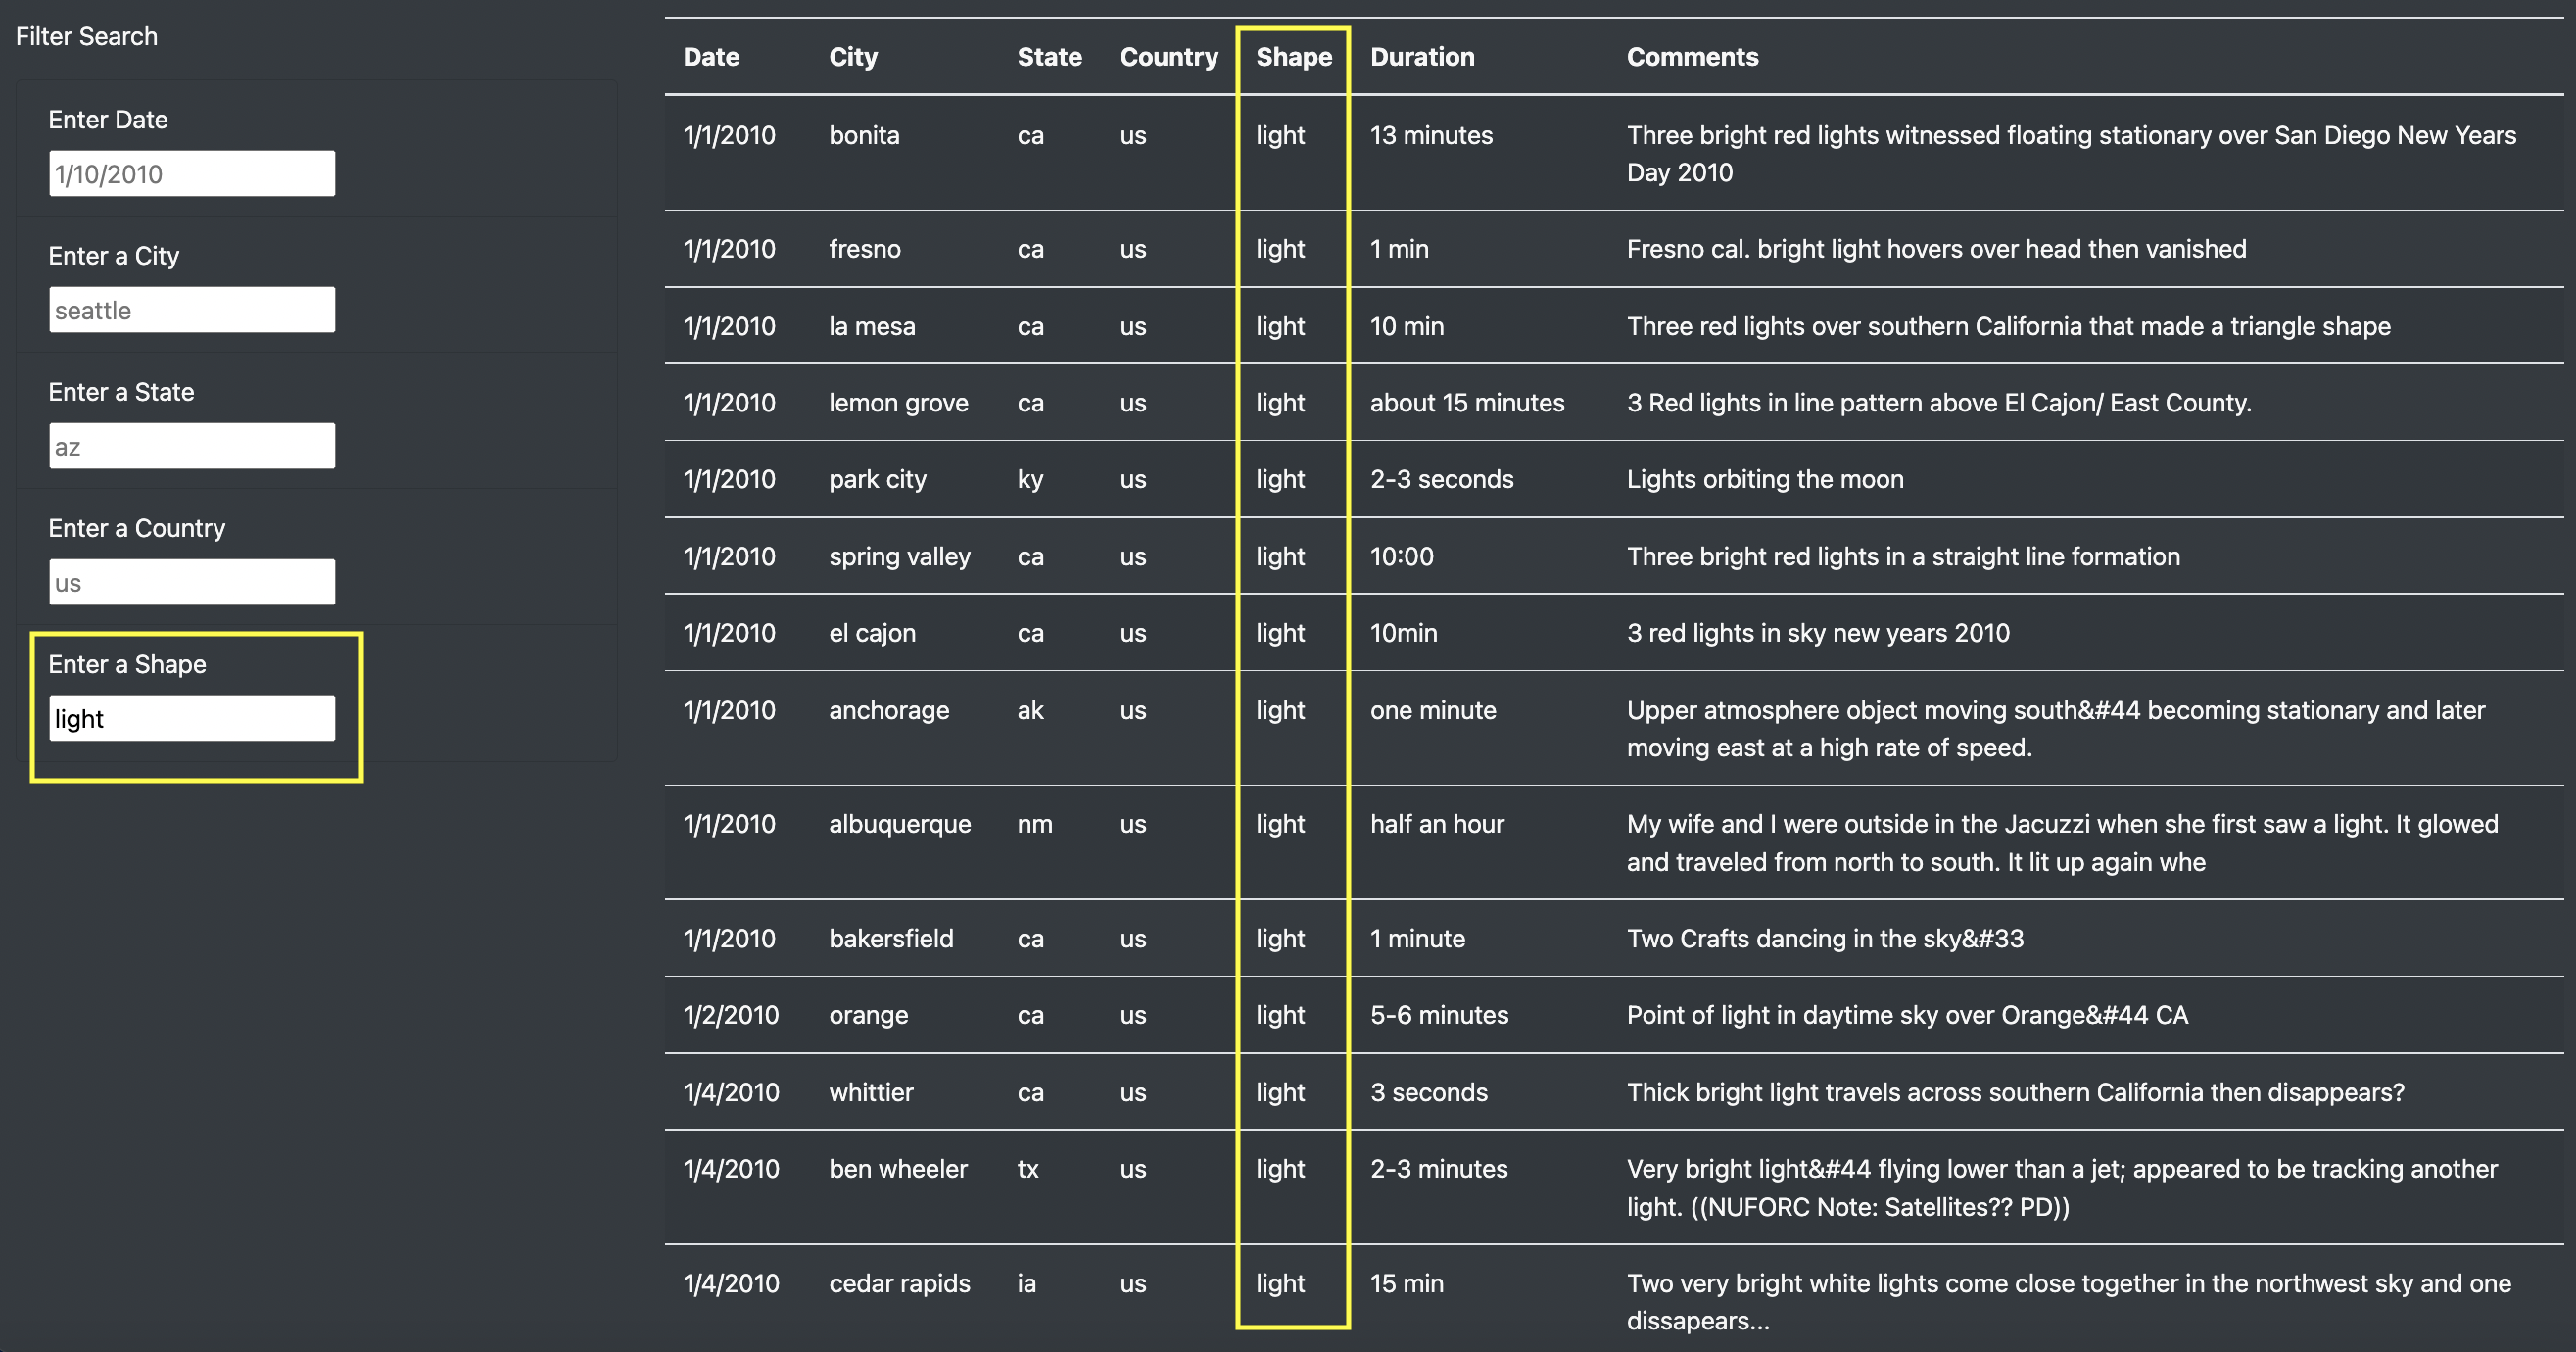 Filter Search
Enter Date
1/10/2010
Enter a City
seattle
Enter a State
az
Enter a Country
us
Enter a Shape
light
Date City State Country Shape Duration Comments
1/1/2010 bonita ca us light 13 minutes Three bright red lights witnessed floating stationary over San Diego New Years
Day 2010
1/1/2010 fresno ca us light 1 min Fresno cal. bright light hovers over head then vanished
1/1/2010 la mesa ca us light 10 min Three red lights over southern California that made a triangle shape
1/1/2010 lemon grove ca us light about 15 minutes 3 Red lights in line pattern above El Cajon/ East County.
1/1/2010 park city ky us light 2-3 seconds Lights orbiting the moon
1/1/2010 spring valley ca us light 10:00 Three bright red lights in a straight line formation
1/1/2010 el cajon ca us light 10min 3 red lights in sky new years 2010
1/1/2010 anchorage ak us light one minute Upper atmosphere object moving south&#44 becoming stationary and later
moving east at a high rate of speed.
1/1/2010 albuquerque nm us light half an hour My wife and I were outside in the Jacuzzi when she first saw a light. It glowed
and traveled from north to south. It lit up again whe
1/1/2010 bakersfield ca us light 1 minute Two Crafts dancing in the sky&#33
1/2/2010 orange ca us light 5-6 minutes Point of light in daytime sky over Orange&#44 CA
1/4/2010 whittier ca us light 3 seconds Thick bright light travels across southern California then disappears?
1/4/2010 ben wheeler tx us light 2-3 minutes Very bright light&#44 flying lower than a jet; appeared to be tracking another
light. ((NUFORC Note: Satellites?? PD))
1/4/2010 cedar rapids ia us light 15 min Two very bright white lights come close together in the northwest sky and one
dissapears...